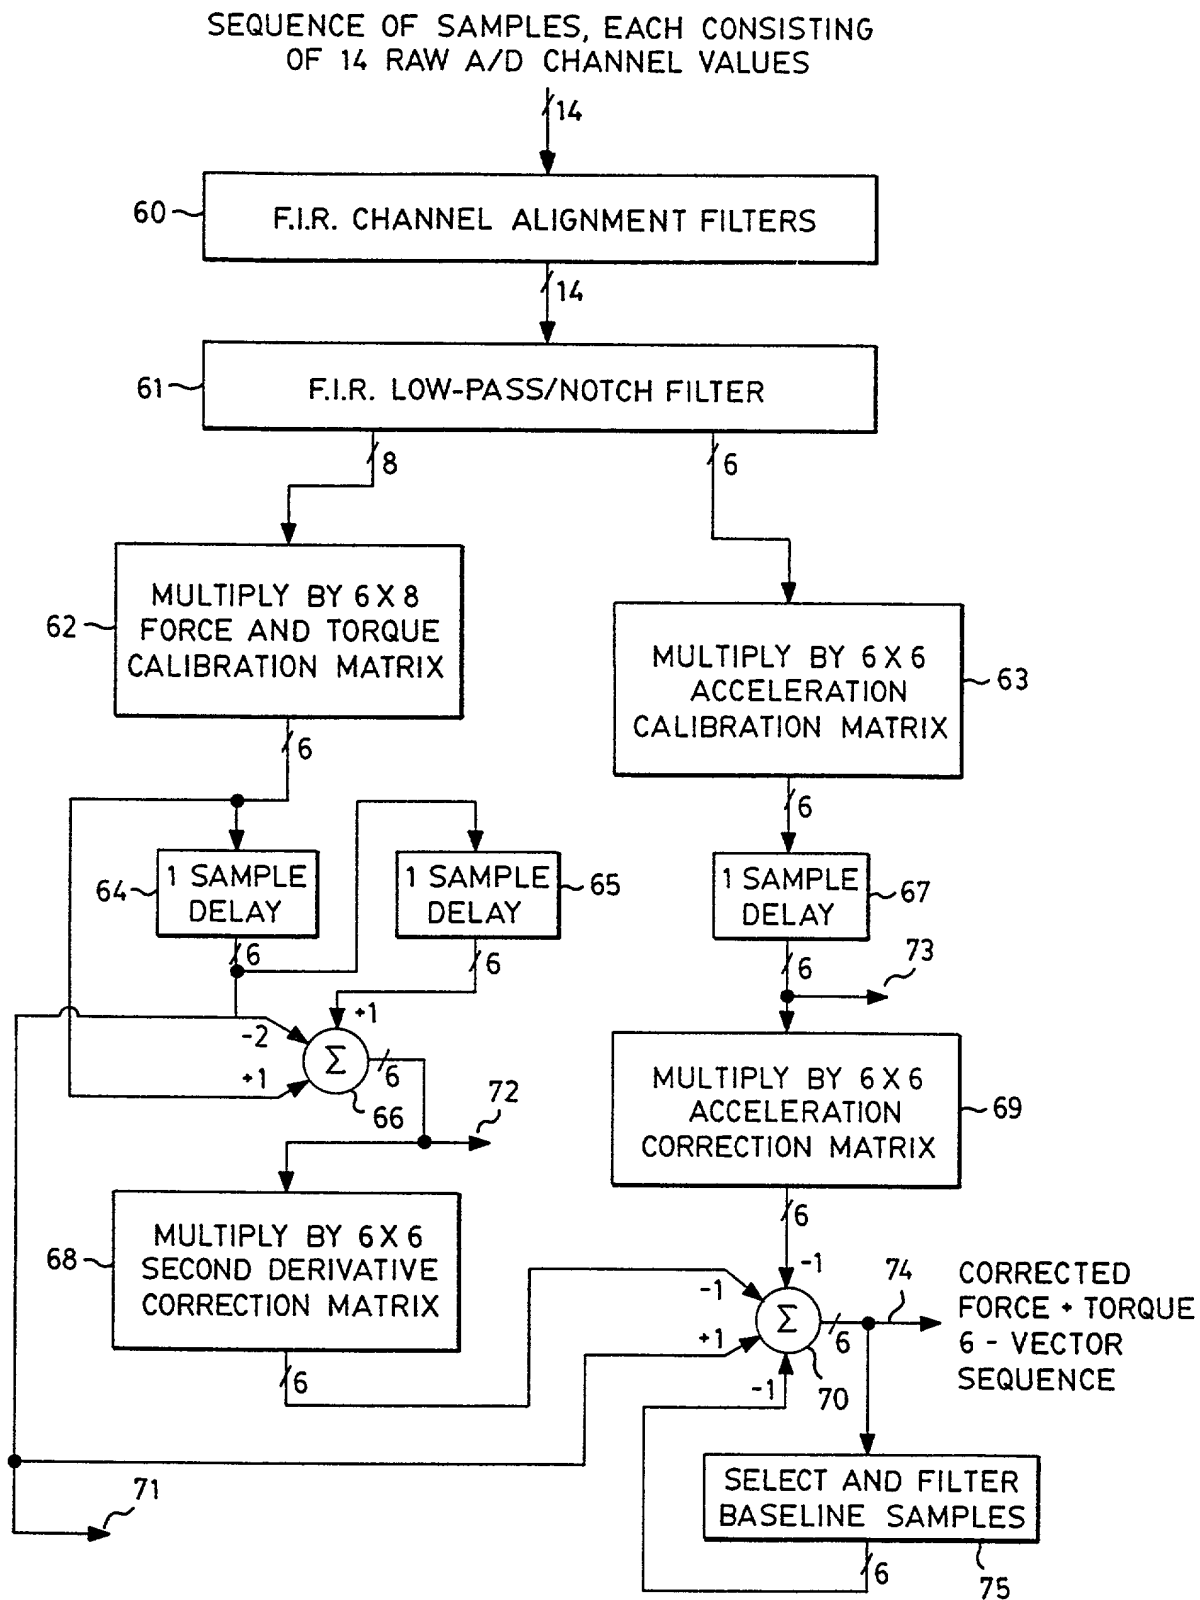 SEQUENCE OF SAMPLES, EACH CONSISTING
OF 14 RAW A/D CHANNEL VALUES
14
60
F.I.R. CHANNEL ALIGNMENT FILTERS
14
61
F.I.R. LOW-PASS/NOTCH FILTER
8
6
62
MULTIPLY BY 6 X 8
FORCE AND TORQUE
CALIBRATION MATRIX
63
MULTIPLY BY 6 X 6
ACCELERATION
CALIBRATION MATRIX
6
6
64
1 SAMPLE
DELAY
65
1 SAMPLE
DELAY
67
1 SAMPLE
DELAY
6
6
6
73
-2
+1
+1
Σ
6
66
72
69
MULTIPLY BY 6 X 6
ACCELERATION
CORRECTION MATRIX
68
MULTIPLY BY 6 X 6
SECOND DERIVATIVE
CORRECTION MATRIX
6
6
-1
-1
+1
-1
Σ
6
70
74
CORRECTED
FORCE + TORQUE
6 - VECTOR
SEQUENCE
71
SELECT AND FILTER
BASELINE SAMPLES
6
75